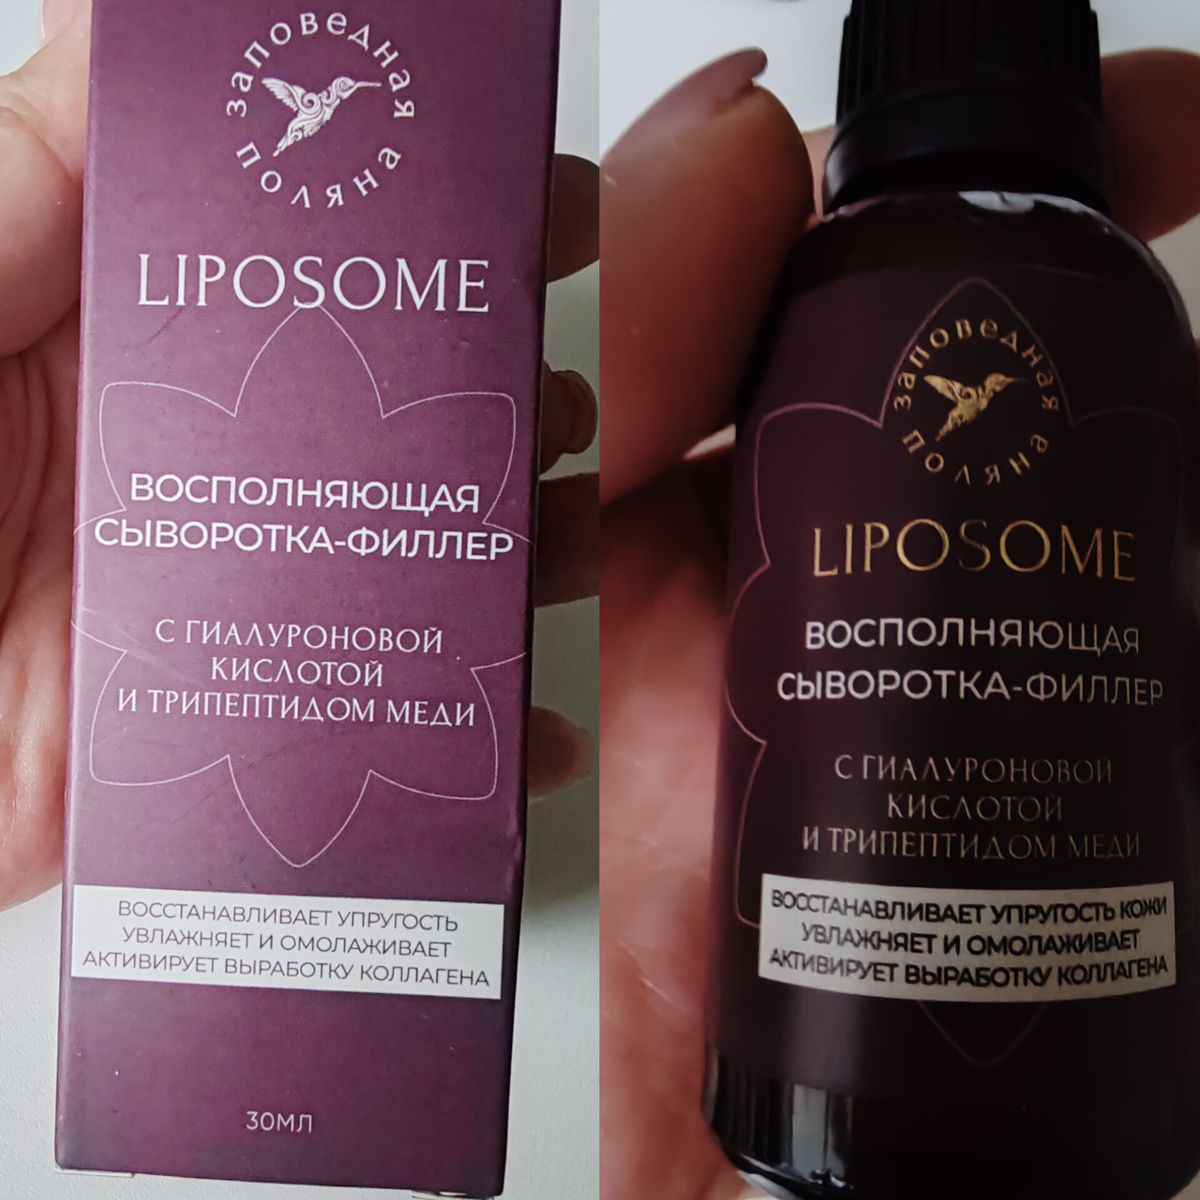 заповедная
поляна
LIPOSOME
ВОСПОЛНЯЮЩАЯ
СЫВОРОТКА-ФИЛЛЕР
С ГИАЛУРОНОВОЙ
КИСЛОТОЙ
И ТРИПЕПТИДОМ МЕДИ
ВОССТАНАВЛИВАЕТ УПРУГОСТЬ
УВЛАЖНЯЕТ И ОМОЛАЖИВАЕТ
АКТИВИРУЕТ ВЫРАБОТКУ КОЛЛАГЕНА
30МЛ
заповедная
поляна
LIPOSOME
ВОСПОЛНЯЮЩАЯ
СЫВОРОТКА-ФИЛЛЕР
С ГИАЛУРОНОВОЙ
КИСЛОТОЙ
И ТРИПЕПТИДОМ МЕДИ
ВОССТАНАВЛИВАЕТ УПРУГОСТЬ КОЖИ
УВЛАЖНЯЕТ И ОМОЛАЖИВАЕТ
АКТИВИРУЕТ ВЫРАБОТКУ КОЛЛАГЕНА